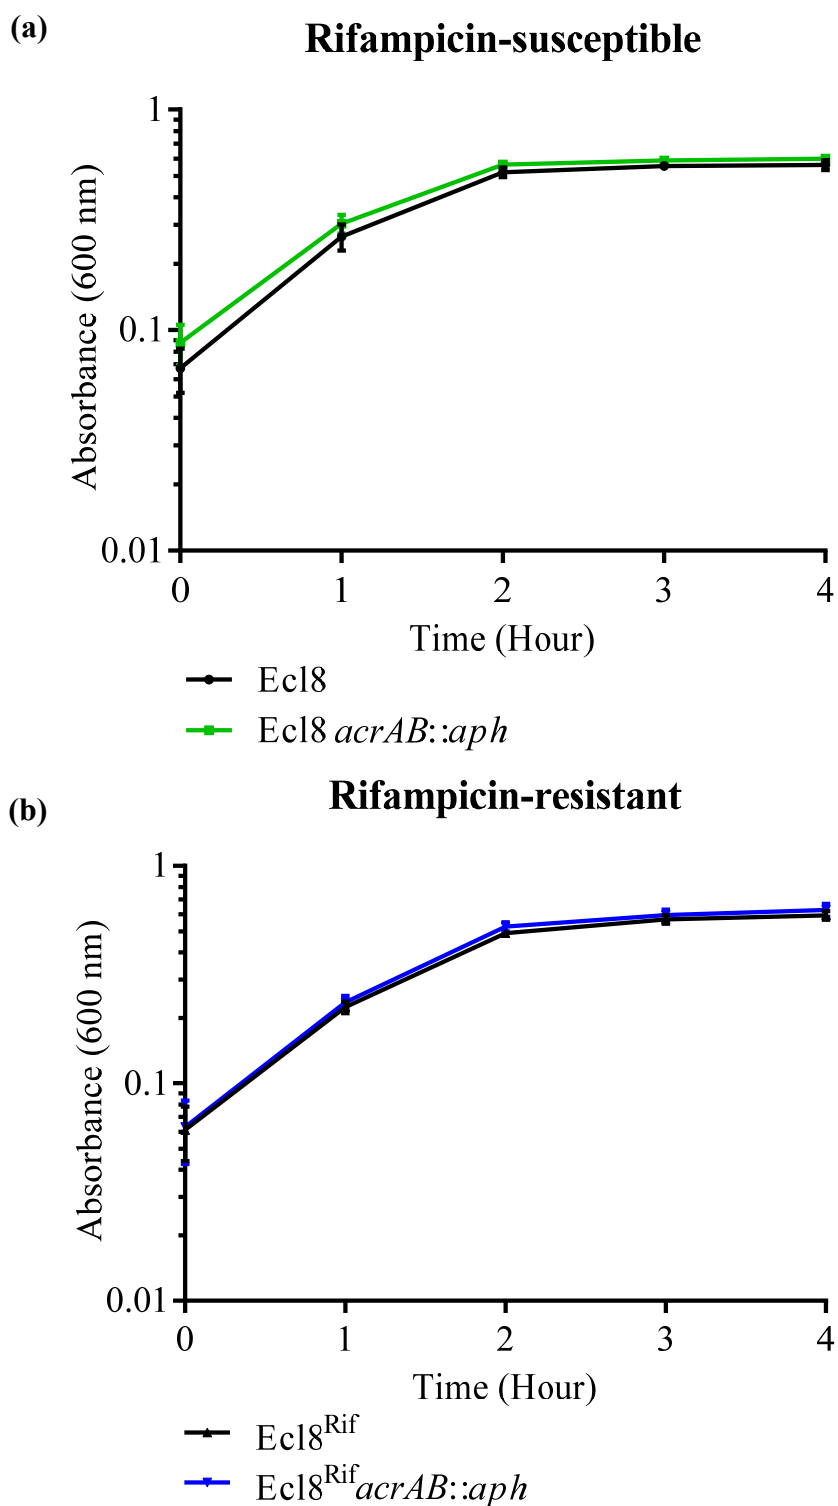 (a)
Rifampicin-susceptible
1
0.1
0.01
Absorbance (600 nm)
0 1 2 3 4
Time (Hour)
Ecl8
Ecl8 acrAB::aph
(b)
Rifampicin-resistant
1
0.1
0.01
Absorbance (600 nm)
0 1 2 3 4
Time (Hour)
Ecl8Rif
Ecl8RifacrAB::aph